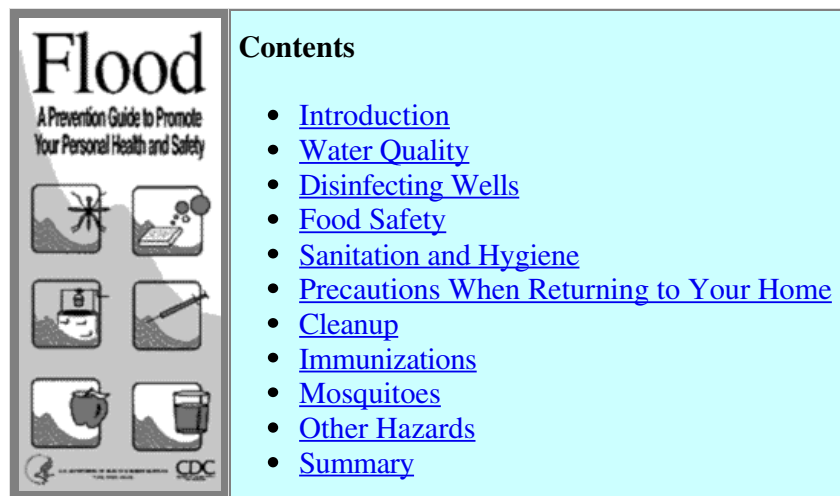 Flood
A Prevention Guide to Promote
Your Personal Health and Safety
CDC
Contents
Introduction
Water Quality
Disinfecting Wells
Food Safety
Sanitation and Hygiene
Precautions When Returning to Your Home
Cleanup
Immunizations
Mosquitoes
Other Hazards
Summary